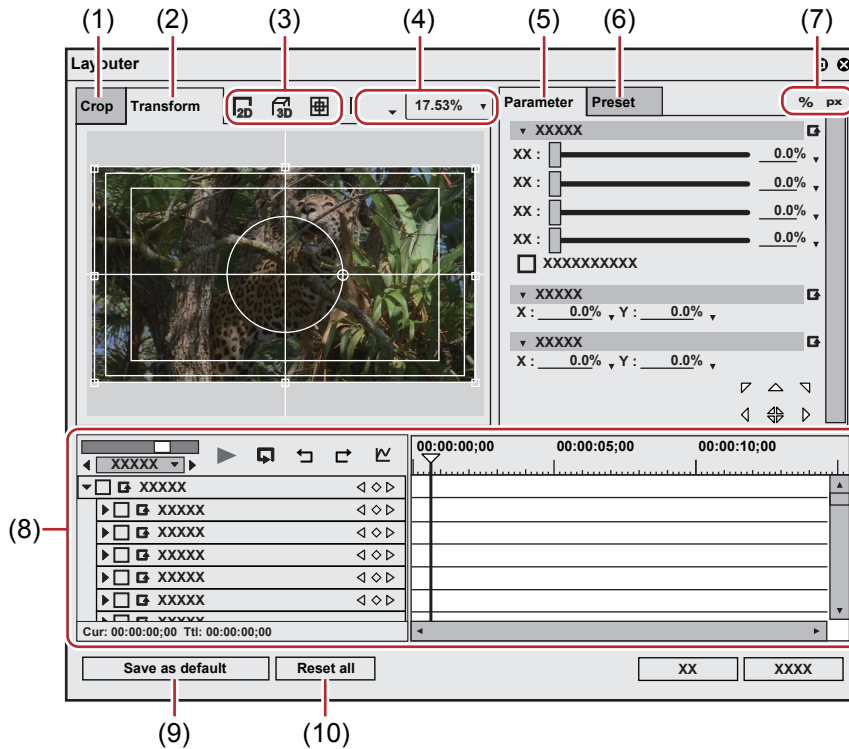 (1) (2) (3) (4) (5) (6) (7)
Layouter
Crop Transform 2D 3D 17.53% Parameter Preset % px
XXXXX
XX : 0.0%
XX : 0.0%
XX : 0.0%
XX : 0.0%
XXXXXXXXXX
XXXXX
X : 0.0% Y : 0.0%
XXXXX
X : 0.0% Y : 0.0%
(8)
XXXXX
00:00:00;00 00:00:05;00 00:00:10;00
XXXXX
XXXXX
XXXXX
XXXXX
XXXXX
XXXXX
XXXXX
Cur: 00:00:00;00 Ttl: 00:00:00;00
Save as default Reset all XX XXXX
(9) (10)